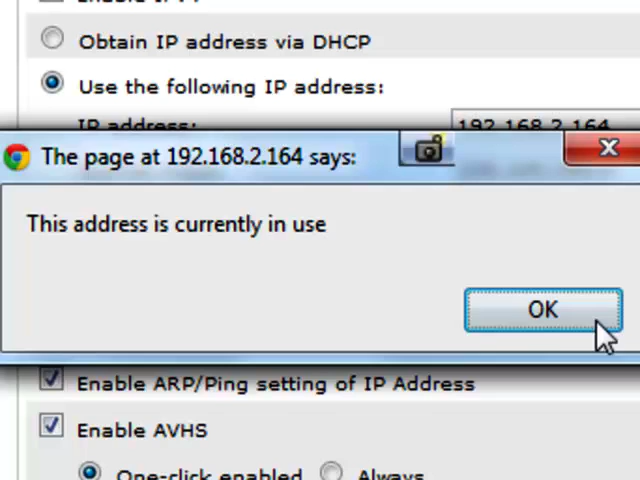 Obtain IP address via DHCP
Use the following IP address:
IP address: 192.168.2.164
The page at 192.168.2.164 says:
This address is currently in use
OK
Enable ARP/Ping setting of IP Address
Enable AVHS
One-click enabled Always